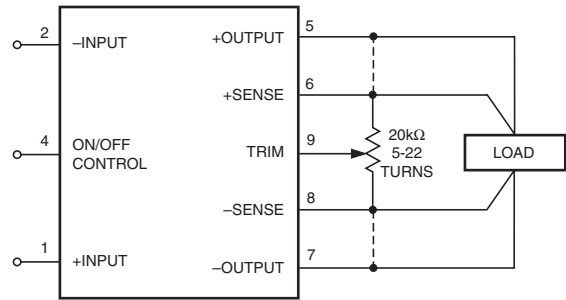 2
–INPUT
4
ON/OFF
CONTROL
1
+INPUT
+OUTPUT
5
+SENSE
6
TRIM
9
–SENSE
8
–OUTPUT
7
20kΩ
5-22
TURNS
LOAD